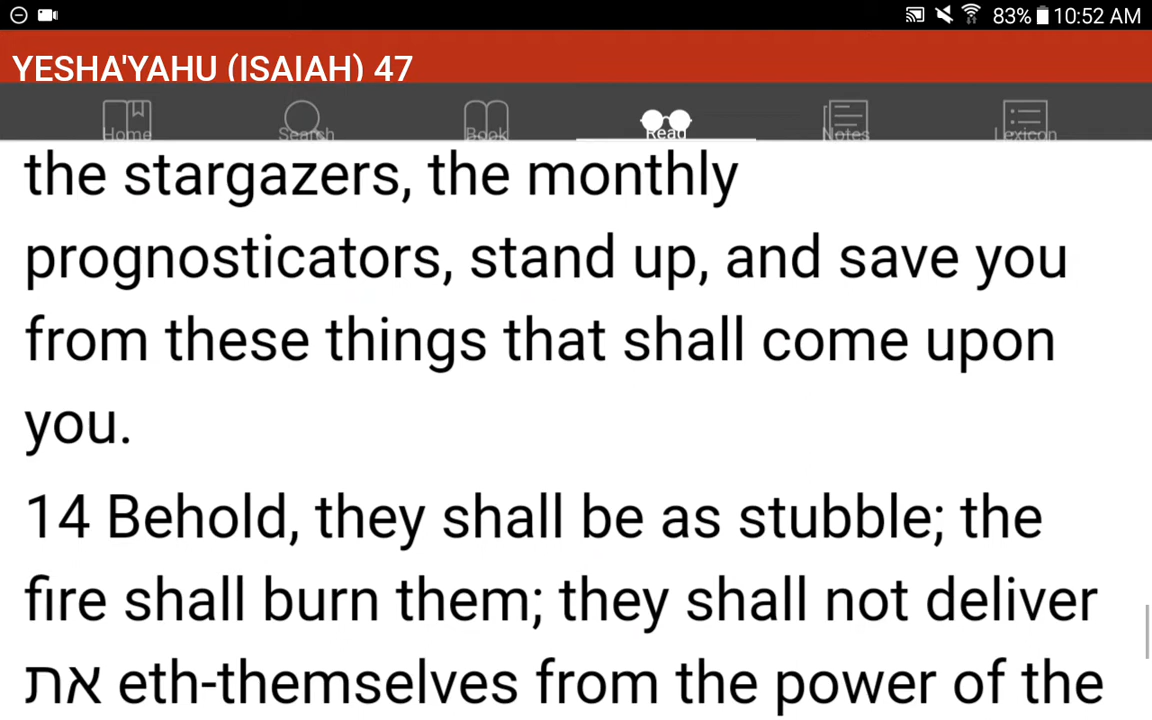 83% 10:52 AM
YESHA'YAHU (ISAIAH) 47
Home Search Book Read Notes Lexicon
the stargazers, the monthly
prognosticators, stand up, and save you
from these things that shall come upon
you.
14 Behold, they shall be as stubble; the
fire shall burn them; they shall not deliver
את eth-themselves from the power of the